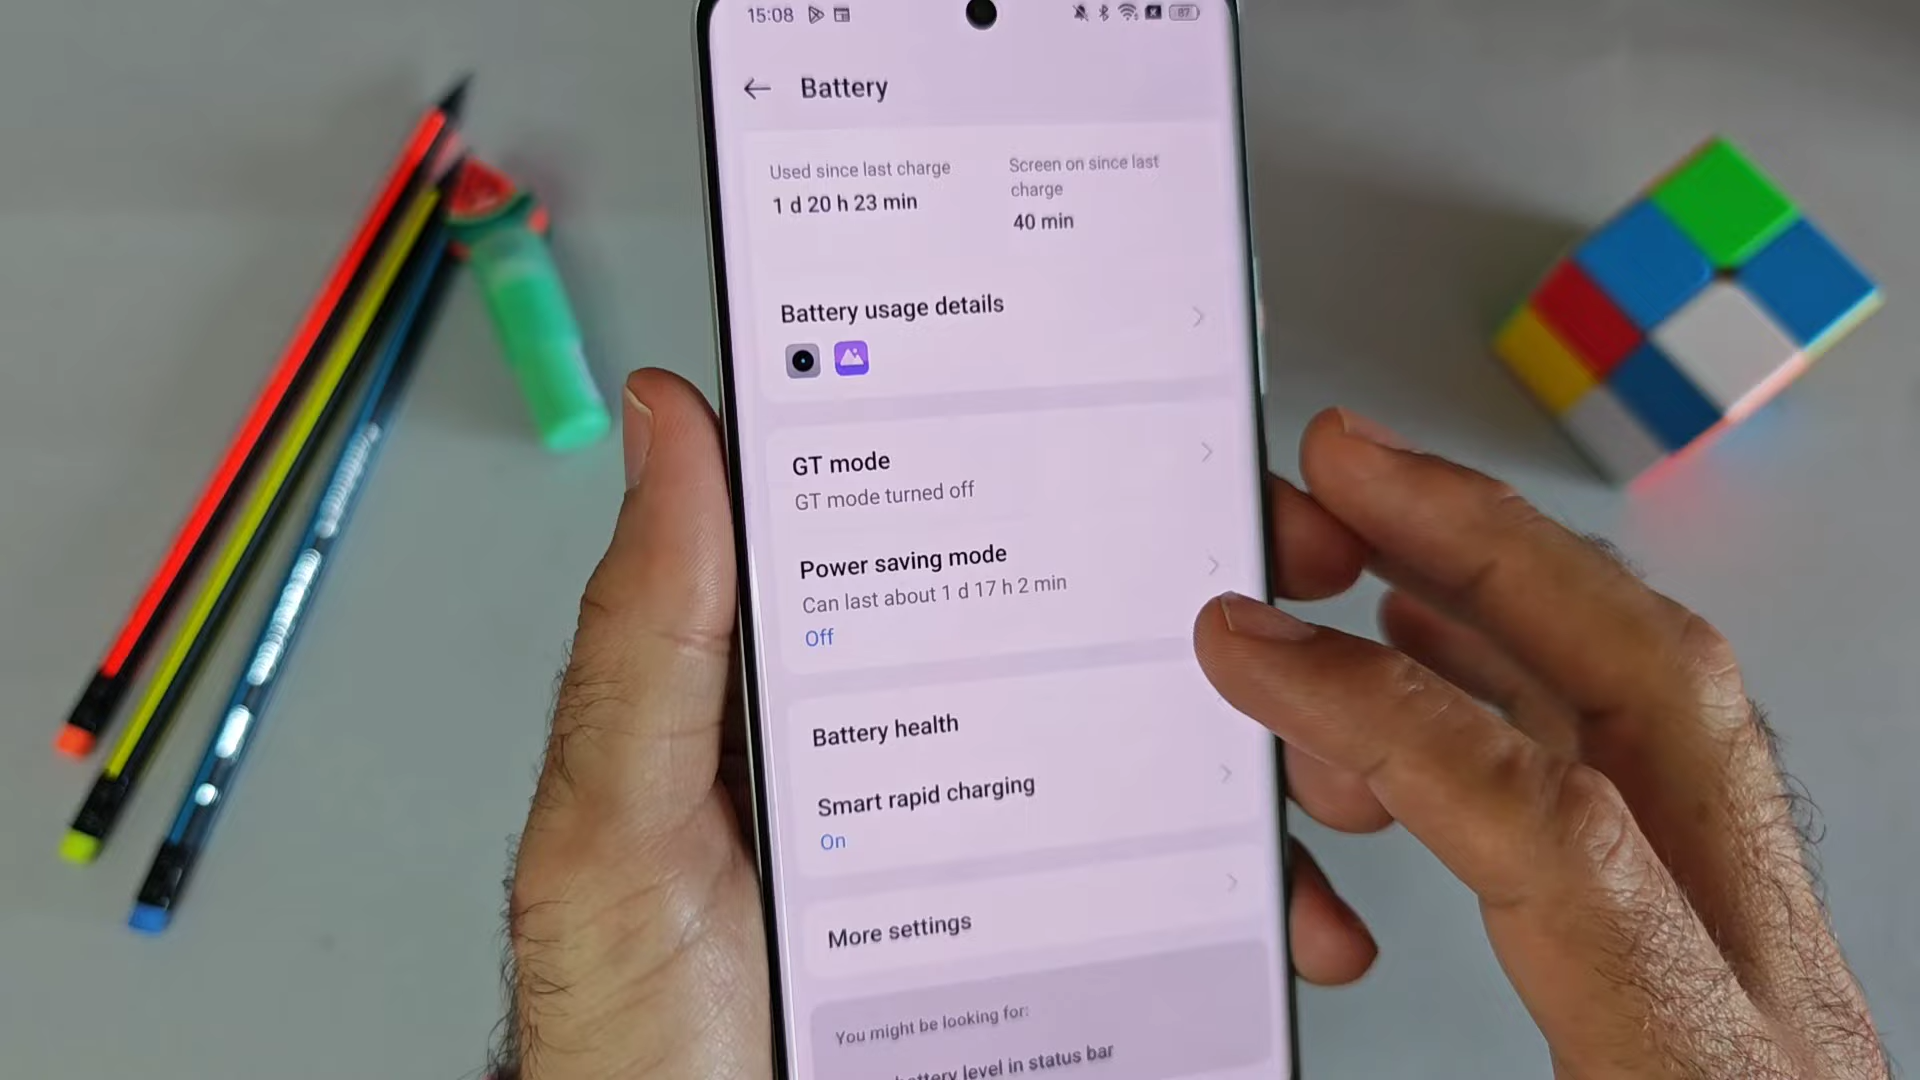 15:08
87
Battery
Used since last charge
1 d 20 h 23 min
Screen on since last
charge
40 min
Battery usage details
GT mode
GT mode turned off
Power saving mode
Can last about 1 d 17 h 2 min
Off
Battery health
Smart rapid charging
On
More settings
You might be looking for:
level in status bar